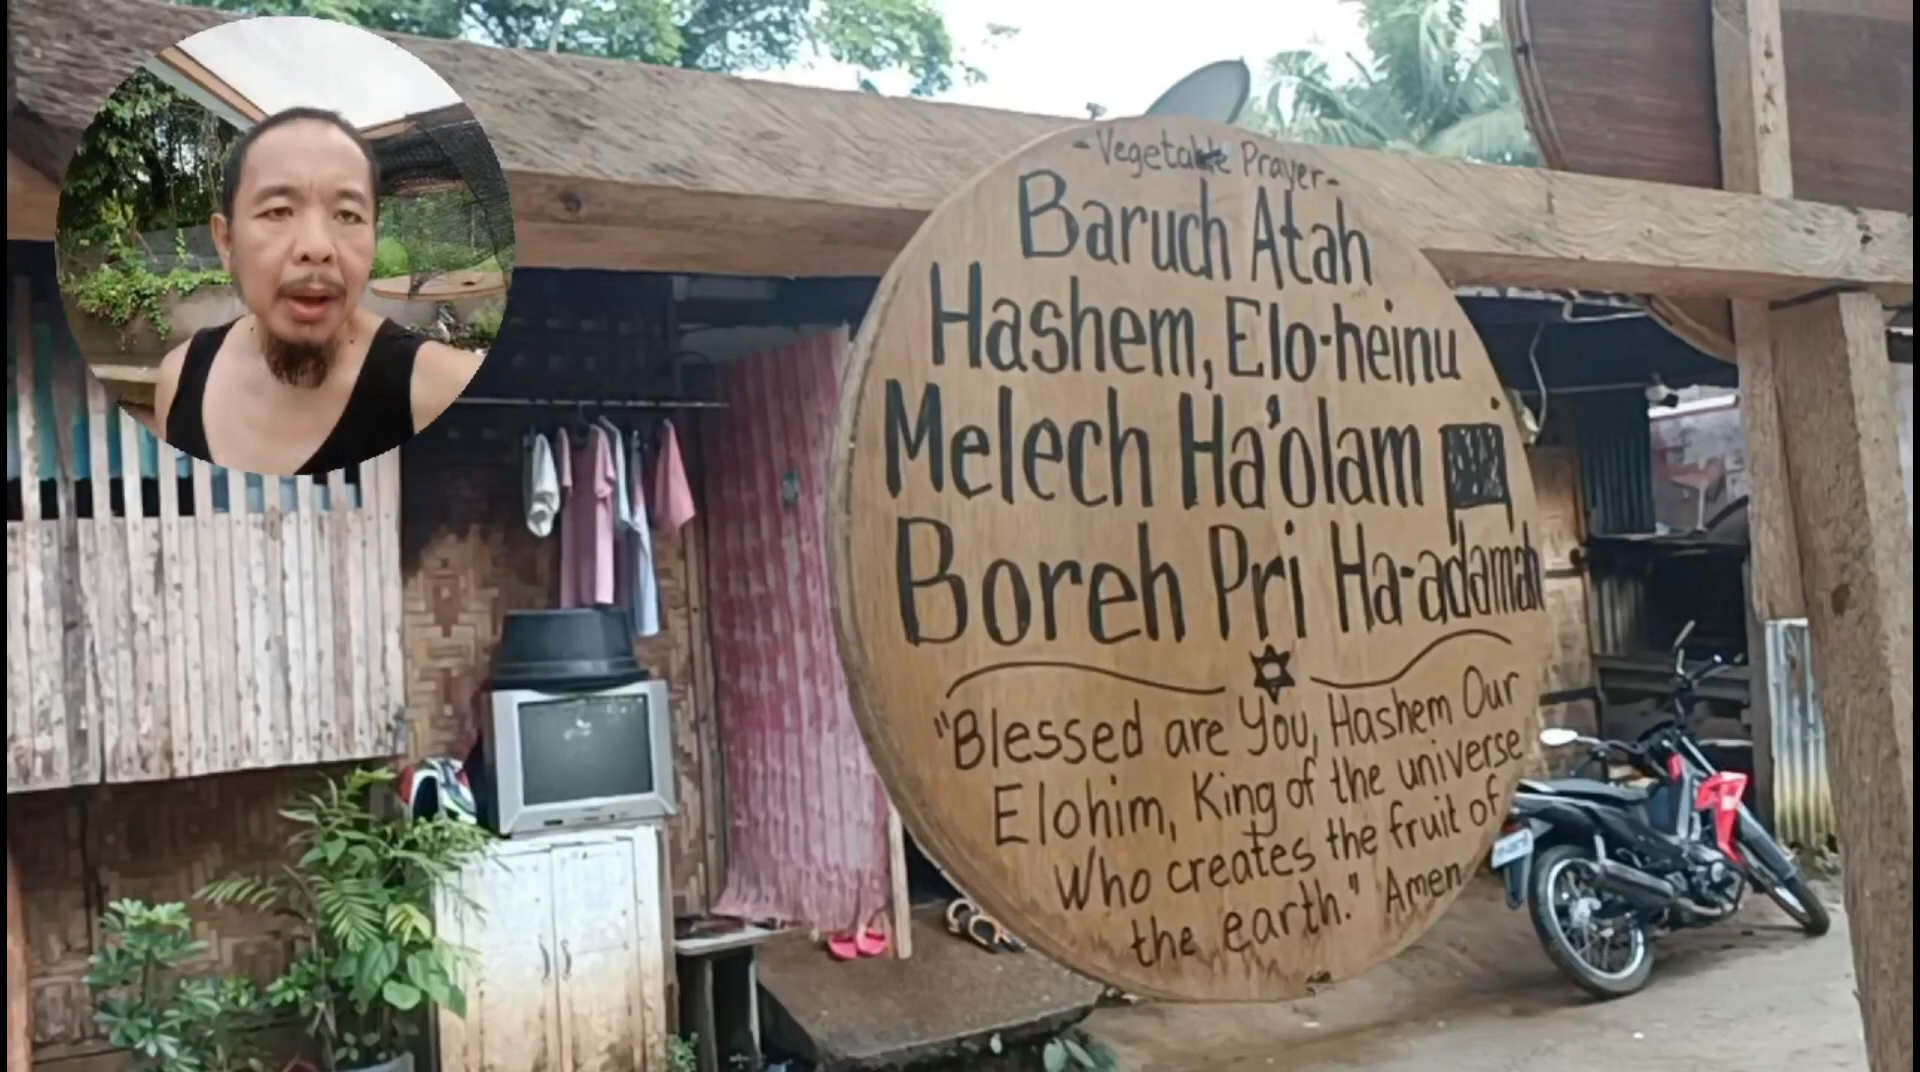 -Vegetable Prayer-
Baruch Atah
Hashem, Elo-heinu
Melech Ha'olam
Boreh Pri Ha-adamah
"Blessed are You, Hashem Our
Elohim, King of the universe
Who creates the fruit of
the earth." Amen